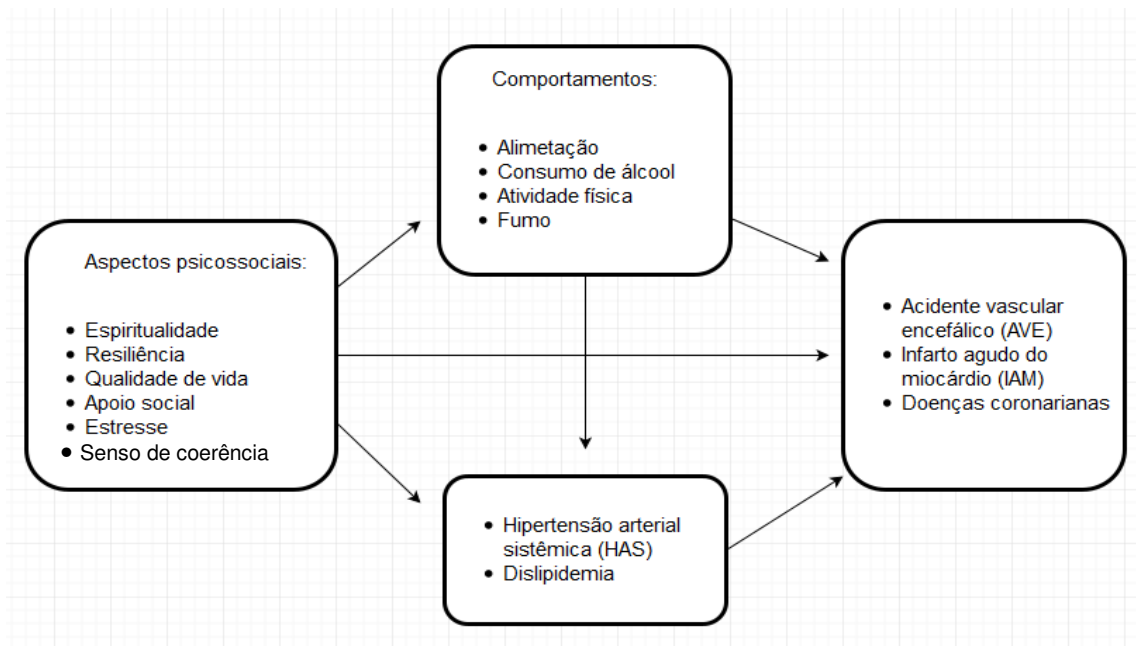 Comportamentos:
• Alimetação
• Consumo de álcool
• Atividade física
• Fumo
Aspectos psicossociais:
• Espiritualidade
• Resiliência
• Qualidade de vida
• Apoio social
• Estresse
• Senso de coerência
• Acidente vascular
encefálico (AVE)
• Infarto agudo do
miocárdio (IAM)
• Doenças coronarianas
• Hipertensão arterial
sistêmica (HAS)
• Dislipidemia